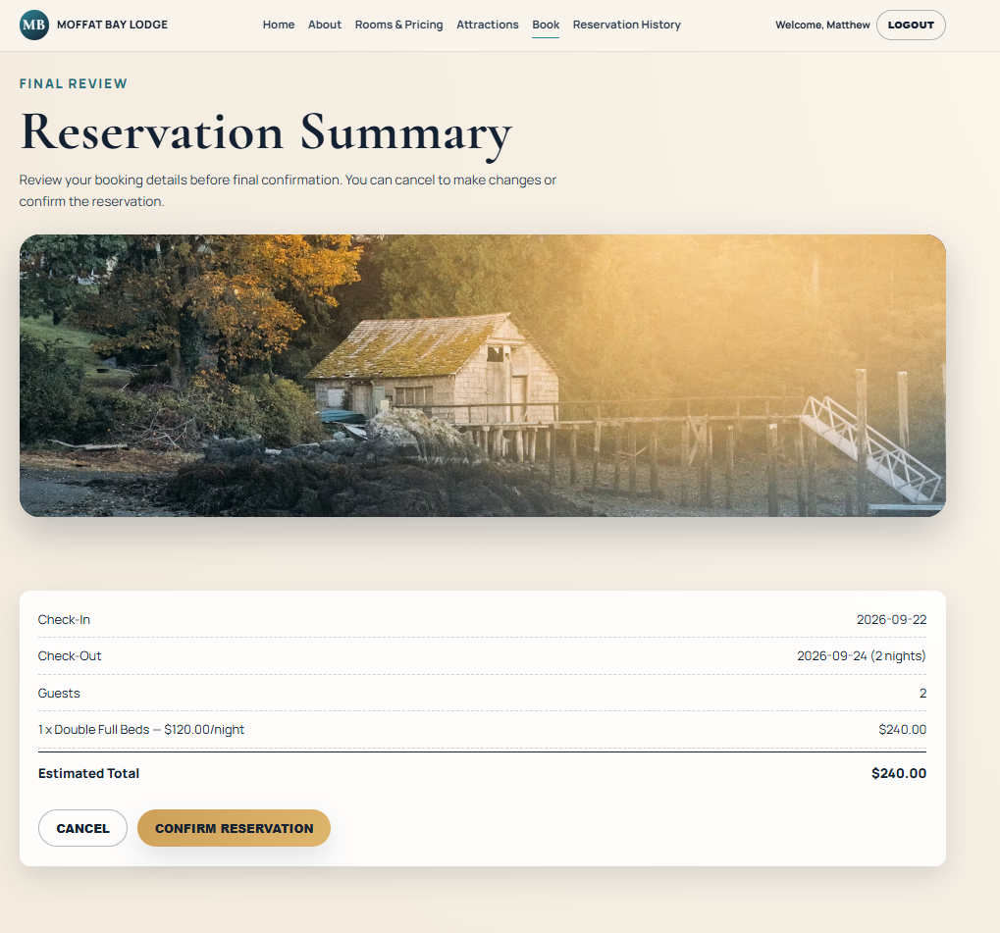 MB MOFFAT BAY LODGE Home About Rooms & Pricing Attractions Book Reservation History Welcome, Matthew LOGOUT
FINAL REVIEW
Reservation Summary
Review your booking details before final confirmation. You can cancel to make changes or
confirm the reservation.
Check-In 2026-09-22
Check-Out 2026-09-24 (2 nights)
Guests 2
1 x Double Full Beds — $120.00/night $240.00
Estimated Total $240.00
CANCEL CONFIRM RESERVATION